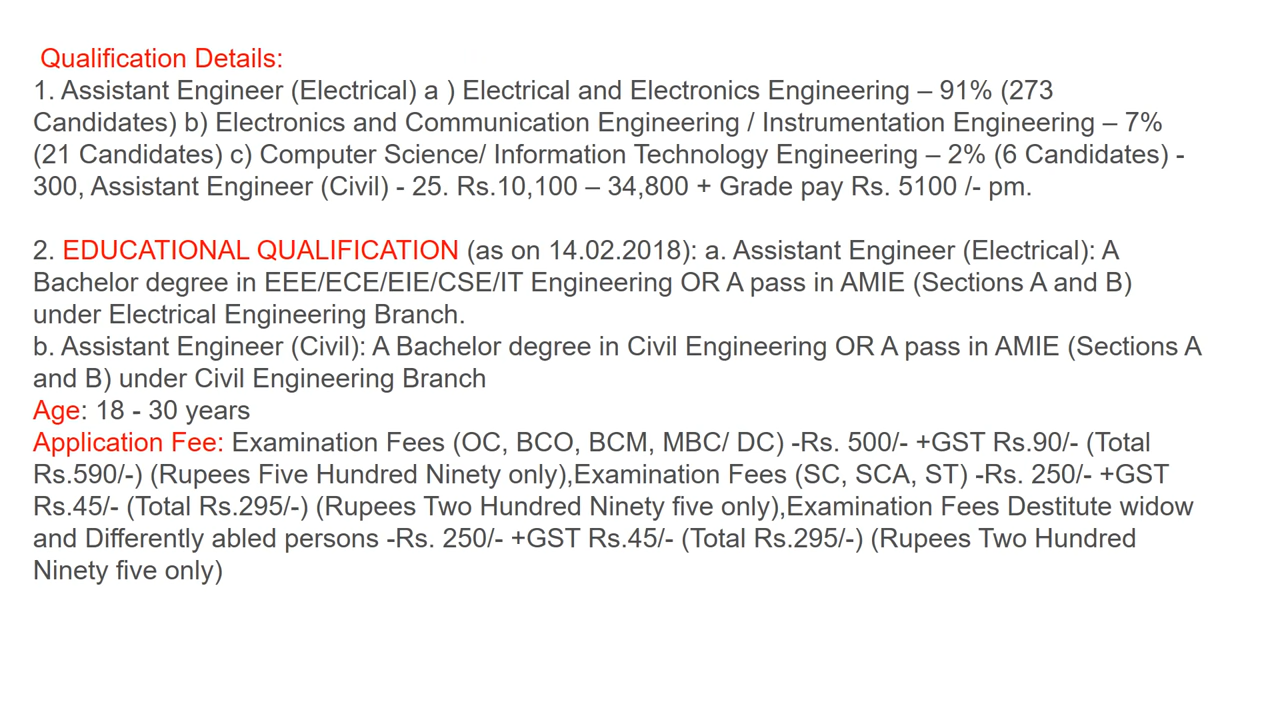 Qualification Details:
1. Assistant Engineer (Electrical) a ) Electrical and Electronics Engineering – 91% (273
Candidates) b) Electronics and Communication Engineering / Instrumentation Engineering – 7%
(21 Candidates) c) Computer Science/ Information Technology Engineering – 2% (6 Candidates) -
300, Assistant Engineer (Civil) - 25. Rs.10,100 – 34,800 + Grade pay Rs. 5100 /- pm.
2. EDUCATIONAL QUALIFICATION (as on 14.02.2018): a. Assistant Engineer (Electrical): A
Bachelor degree in EEE/ECE/EIE/CSE/IT Engineering OR A pass in AMIE (Sections A and B)
under Electrical Engineering Branch.
b. Assistant Engineer (Civil): A Bachelor degree in Civil Engineering OR A pass in AMIE (Sections A
and B) under Civil Engineering Branch
Age: 18 - 30 years
Application Fee: Examination Fees (OC, BCO, BCM, MBC/ DC) -Rs. 500/- +GST Rs.90/- (Total
Rs.590/-) (Rupees Five Hundred Ninety only),Examination Fees (SC, SCA, ST) -Rs. 250/- +GST
Rs.45/- (Total Rs.295/-) (Rupees Two Hundred Ninety five only),Examination Fees Destitute widow
and Differently abled persons -Rs. 250/- +GST Rs.45/- (Total Rs.295/-) (Rupees Two Hundred
Ninety five only)